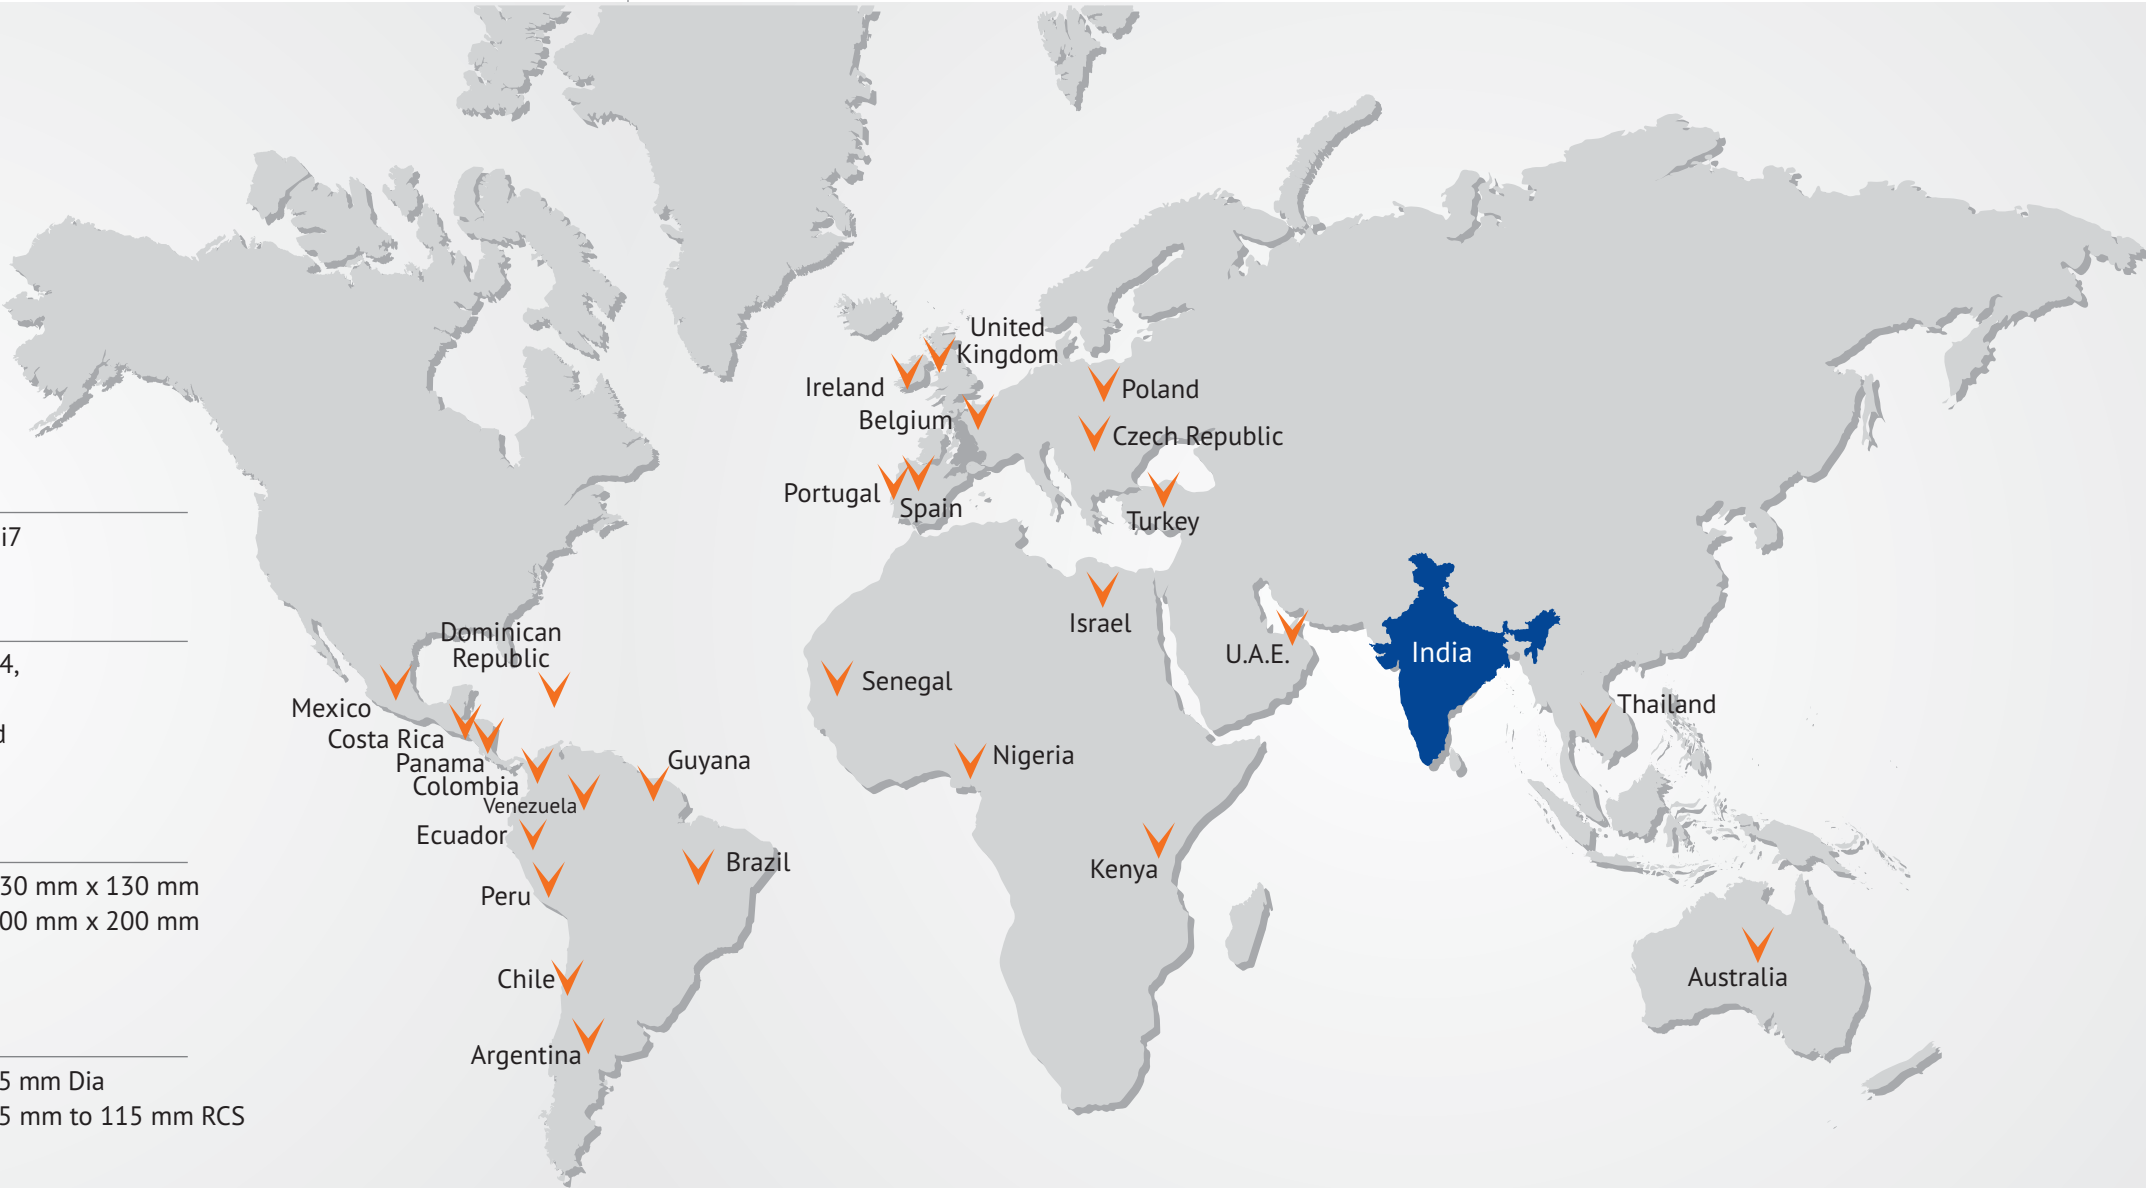 i7
4,
d
30 mm x 130 mm
00 mm x 200 mm
5 mm Dia
5 mm to 115 mm RCS
United
Kingdom
Ireland
Belgium
Poland
Czech Republic
Portugal
Spain
Turkey
Israel
U.A.E.
India
Dominican
Republic
Mexico
Costa Rica
Panama
Colombia
Venezuela
Guyana
Ecuador
Peru
Brazil
Chile
Argentina
Senegal
Nigeria
Kenya
Thailand
Australia